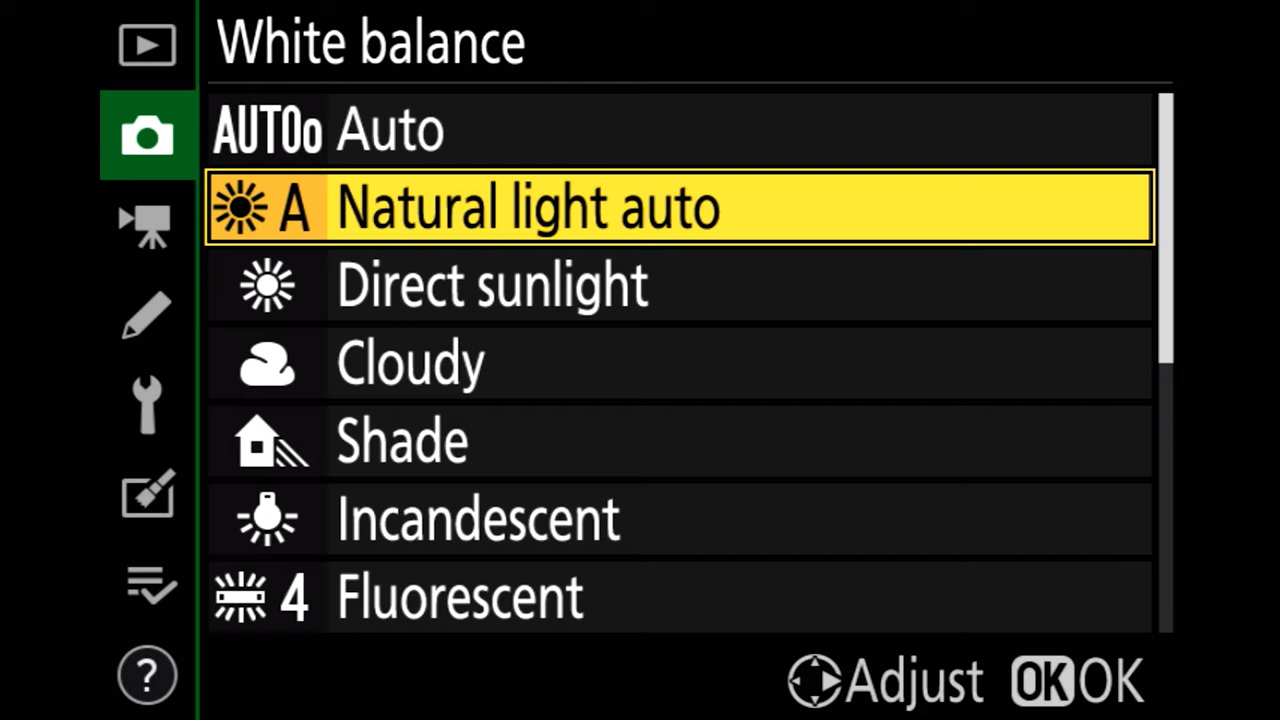 White balance
AUTO0 Auto
A Natural light auto
Direct sunlight
Cloudy
Shade
Incandescent
4 Fluorescent
? Adjust OK OK